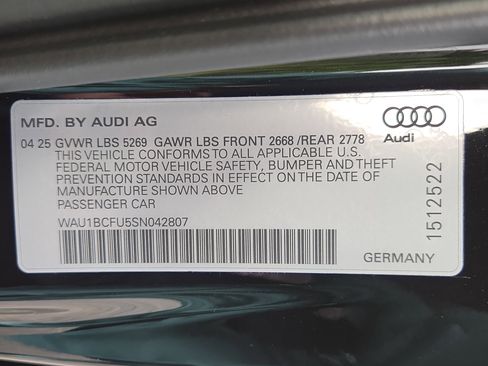 MFD. BY AUDI AG
Audi
04 25 GVWR LBS 5269 GAWR LBS FRONT 2668 /REAR 2778
THIS VEHICLE CONFORMS TO ALL APPLICABLE U.S.
FEDERAL MOTOR VEHICLE SAFETY, BUMPER AND THEFT
PREVENTION STANDARDS IN EFFECT ON THE DATE OF
MANUFACTURE SHOWN ABOVE
PASSENGER CAR
WAU1BCFU5SN042807
GERMANY
1512522